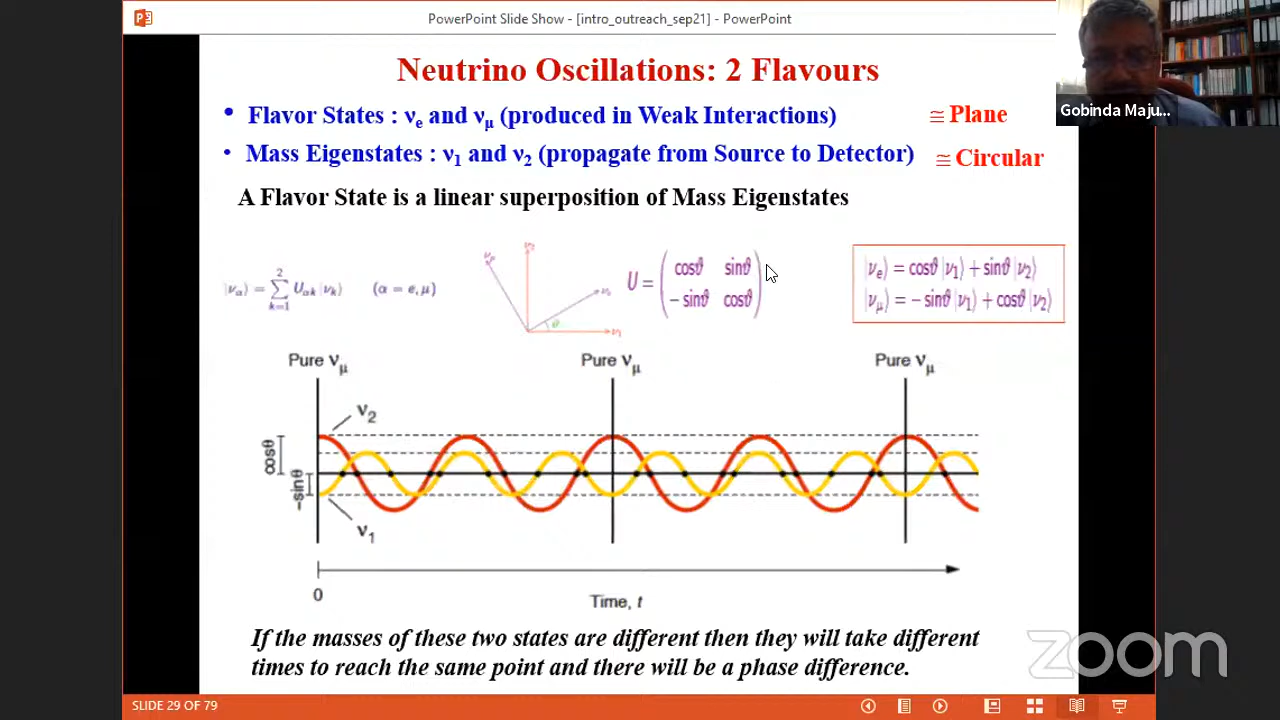 PowerPoint Slide Show - [intro_outreach_sep21] - PowerPoint
Gobinda Maju...
Neutrino Oscillations: 2 Flavours
• Flavor States : νe and νμ (produced in Weak Interactions) ≅ Plane
• Mass Eigenstates : ν1 and ν2 (propagate from Source to Detector) ≅ Circular
A Flavor State is a linear superposition of Mass Eigenstates
|να⟩ = 2 ∑ k=1 Uαk |νk⟩ (α = e, μ)
U = ( cosϑ sinϑ
− sinϑ cosϑ )
|νe⟩ = cosϑ |ν1⟩ + sinϑ |ν2⟩
|νμ⟩ = − sinϑ |ν1⟩ + cosϑ |ν2⟩
Pure νμ Pure νμ Pure νμ
ν2
cosθ
-sinθ
ν1
0
Time, t
If the masses of these two states are different then they will take different
times to reach the same point and there will be a phase difference.
zoom
SLIDE 29 OF 79